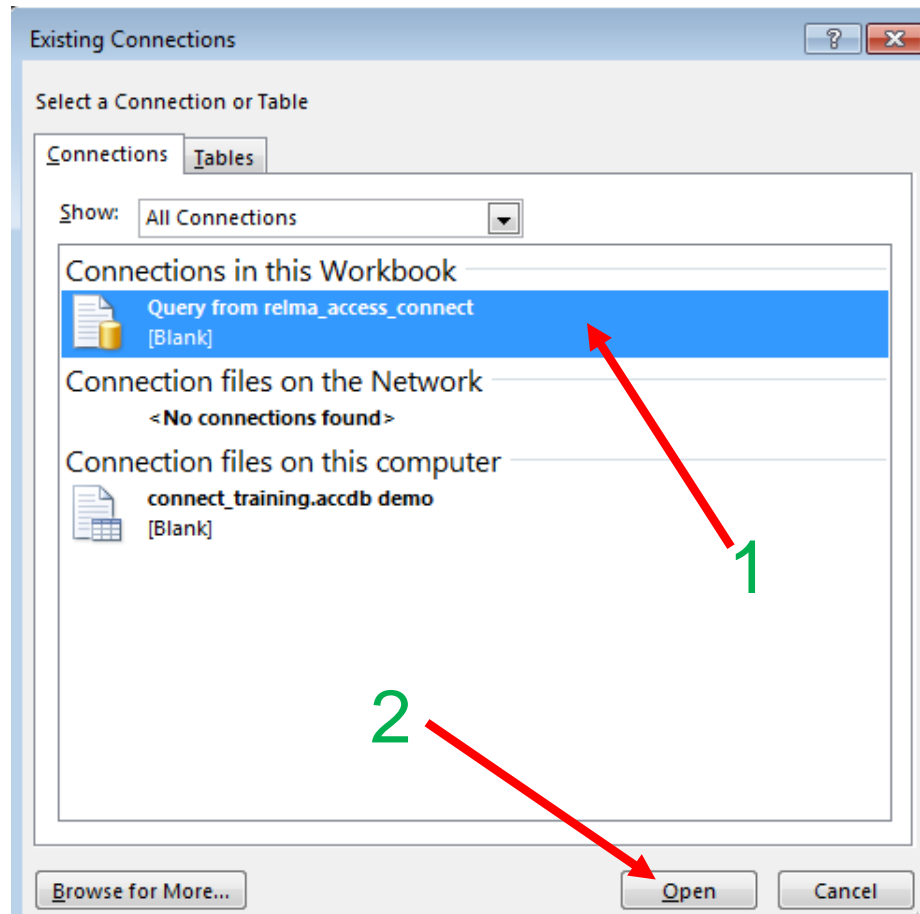 Existing Connections
?
Select a Connection or Table
Connections Tables
Show: All Connections
Connections in this Workbook
Query from relma_access_connect
[Blank]
Connection files on the Network
<No connections found>
Connection files on this computer
connect_training.accdb demo
[Blank]
1
2
Browse for More... Open Cancel